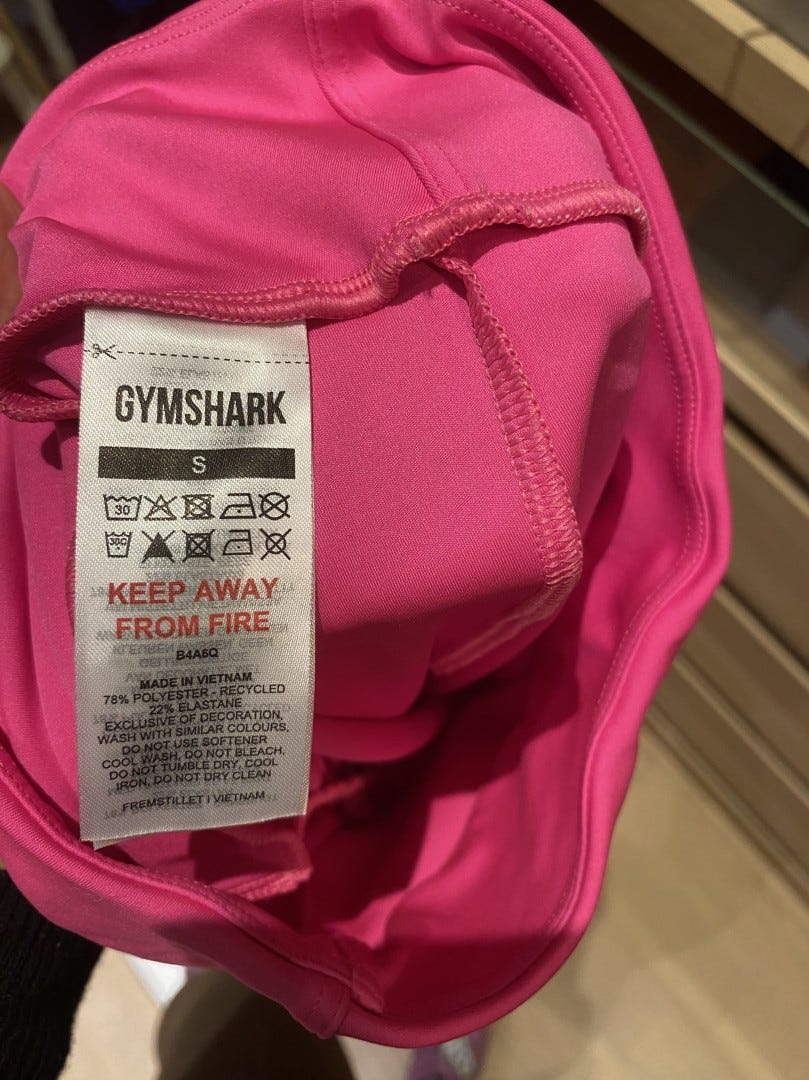 GYMSHARK
S
30
30C
KEEP AWAY
FROM FIRE
B4A6Q
MADE IN VIETNAM
78% POLYESTER - RECYCLED
22% ELASTANE
EXCLUSIVE OF DECORATION,
WASH WITH SIMILAR COLOURS,
DO NOT USE SOFTENER
COOL WASH, DO NOT BLEACH,
DO NOT TUMBLE DRY, COOL
IRON, DO NOT DRY CLEAN
FREMSTILLET I VIETNAM